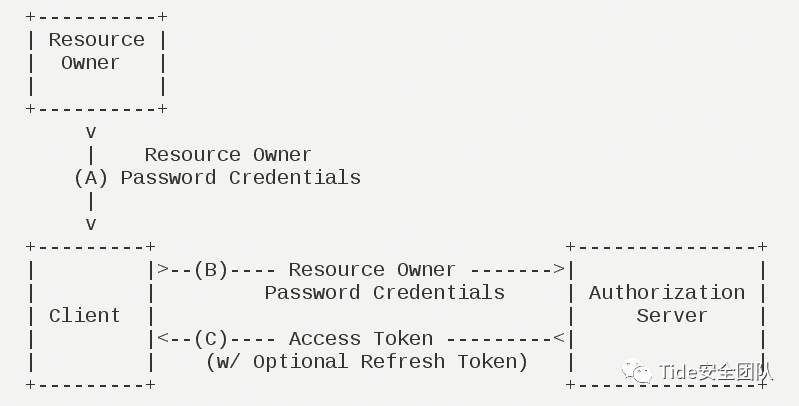 +----------+
| Resource |
|  Owner   |
|          |
+----------+
     v
     |    Resource Owner
    (A) Password Credentials
     |
     v
+---------+                                  +---------------+
|         |>--(B)---- Resource Owner ------->|               |
|         |         Password Credentials     | Authorization |
| Client  |                                  |     Server    |
|         |<--(C)---- Access Token ---------<|               |
|         |    (w/ Optional Refresh Token)   |               |
+---------+                                  +---------------+
Tide安全团队